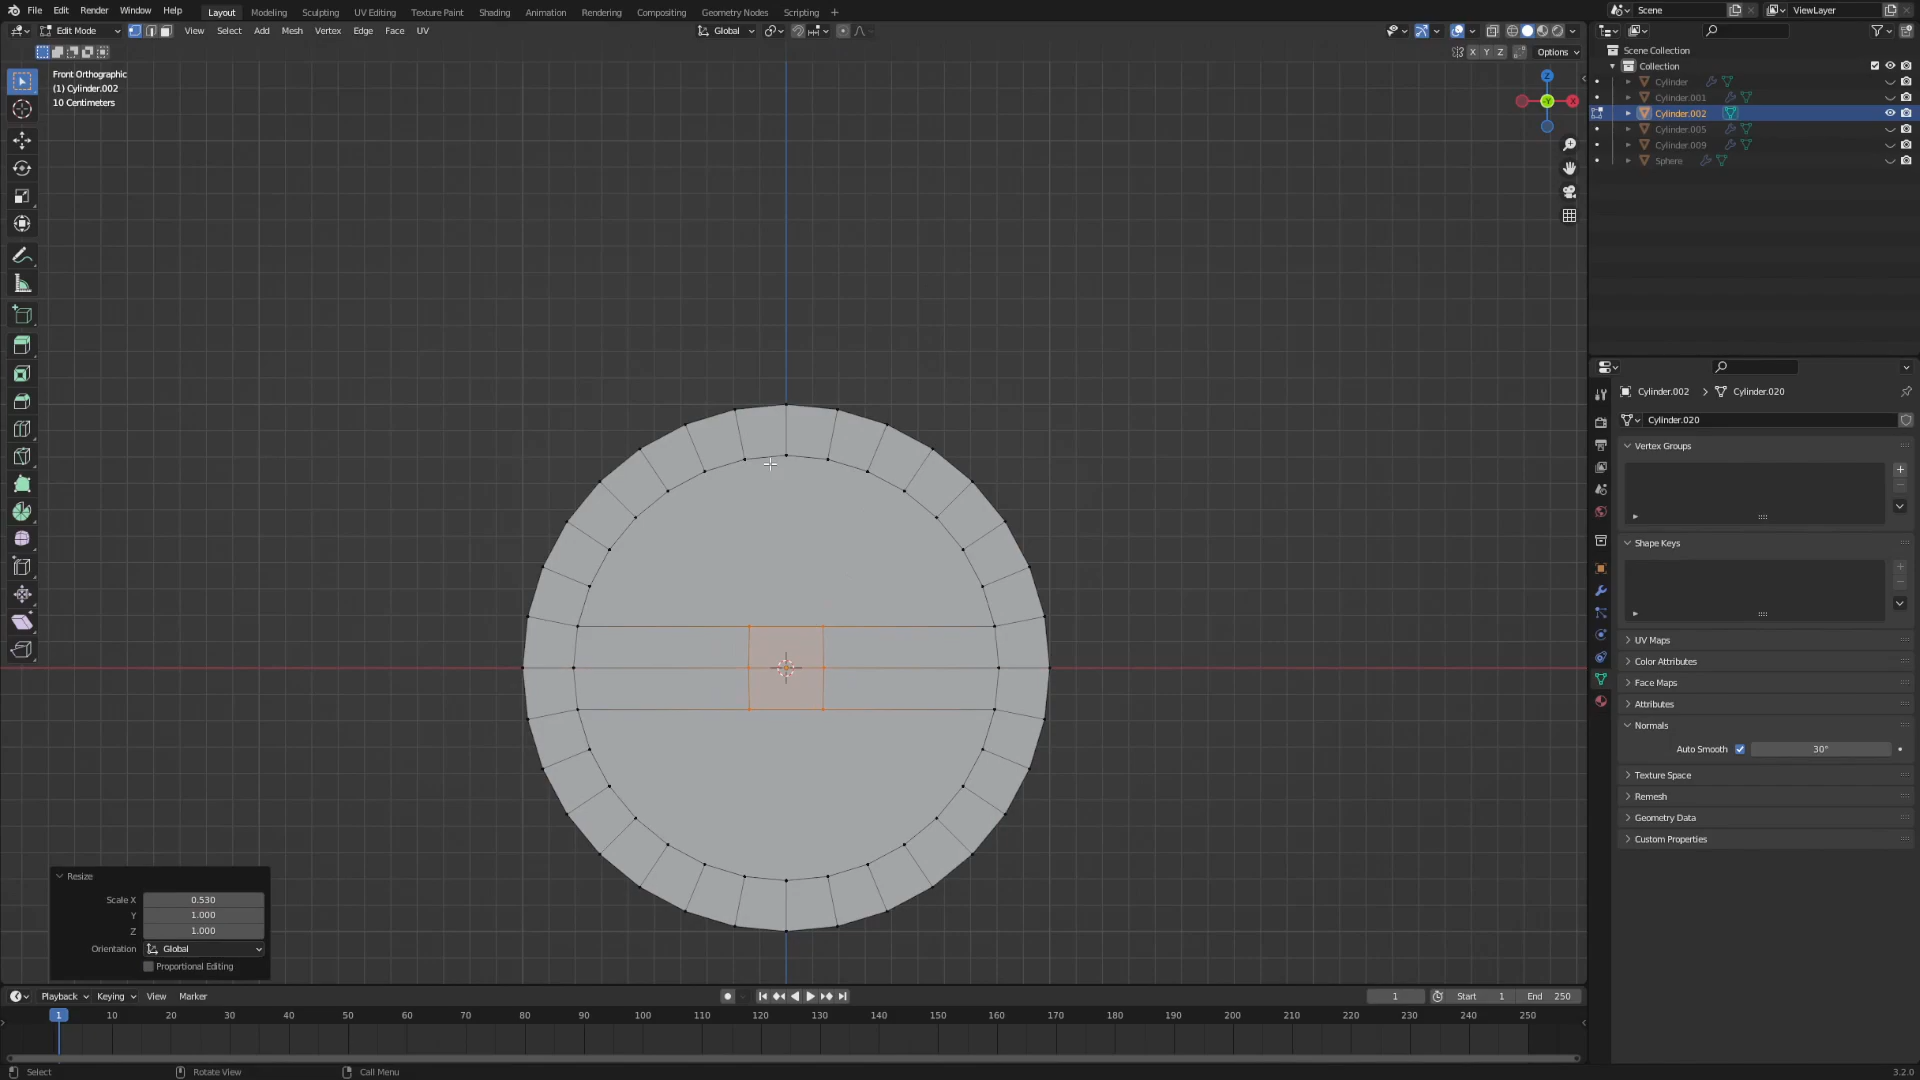 File Edit Render Window Help
Layout Modeling Sculpting UV Editing Texture Paint Shading Animation Rendering Compositing Geometry Nodes Scripting
Scene
ViewLayer
Edit Mode
View Select Add Mesh Vertex Edge Face UV
Global
X Y Z
Options
Front Orthographic
(1) Cylinder.002
10 Centimeters
Z
-Y
X
Scene Collection
Collection
Cylinder
Cylinder.001
Cylinder.002
Cylinder.005
Cylinder.009
Sphere
Cylinder.002 Cylinder.020
Cylinder.020
Vertex Groups
Shape Keys
UV Maps
Color Attributes
Face Maps
Attributes
Normals
Auto Smooth 30°
Texture Space
Remesh
Geometry Data
Custom Properties
Resize
Scale X 0.530
Y 1.000
Z 1.000
Orientation Global
Proportional Editing
Playback Keying View Marker
1 Start 1 End 250
1 10 20 30 40 50 60 70 80 90 100 110 120 130 140 150 160 170 180 190 200 210 220 230 240 250
Select Rotate View Call Menu 3.2.0